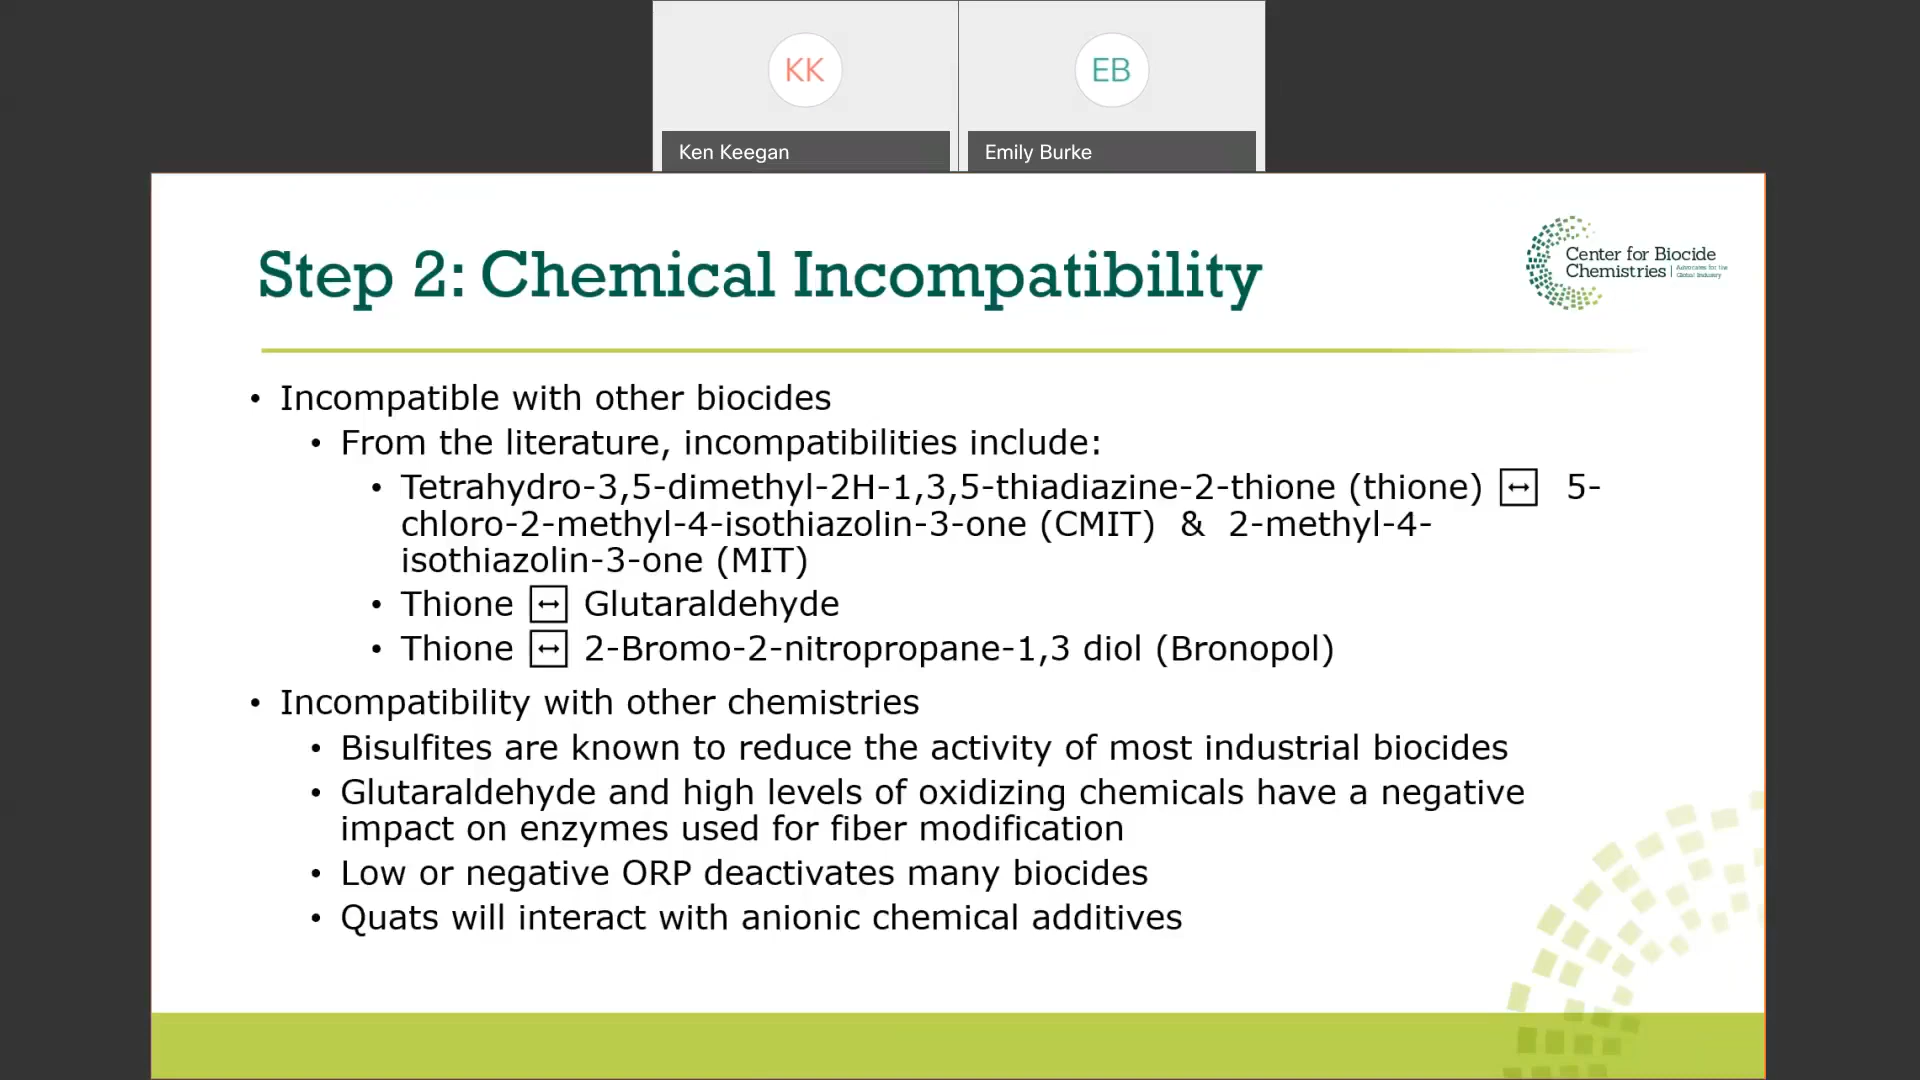 KK
EB
Ken Keegan
Emily Burke
Step 2: Chemical Incompatibility
Center for Biocide
Chemistries | Advocates for the
Global Industry
• Incompatible with other biocides
• From the literature, incompatibilities include:
• Tetrahydro-3,5-dimethyl-2H-1,3,5-thiadiazine-2-thione (thione) ↔ 5-
chloro-2-methyl-4-isothiazolin-3-one (CMIT) & 2-methyl-4-
isothiazolin-3-one (MIT)
• Thione ↔ Glutaraldehyde
• Thione ↔ 2-Bromo-2-nitropropane-1,3 diol (Bronopol)
• Incompatibility with other chemistries
• Bisulfites are known to reduce the activity of most industrial biocides
• Glutaraldehyde and high levels of oxidizing chemicals have a negative
impact on enzymes used for fiber modification
• Low or negative ORP deactivates many biocides
• Quats will interact with anionic chemical additives